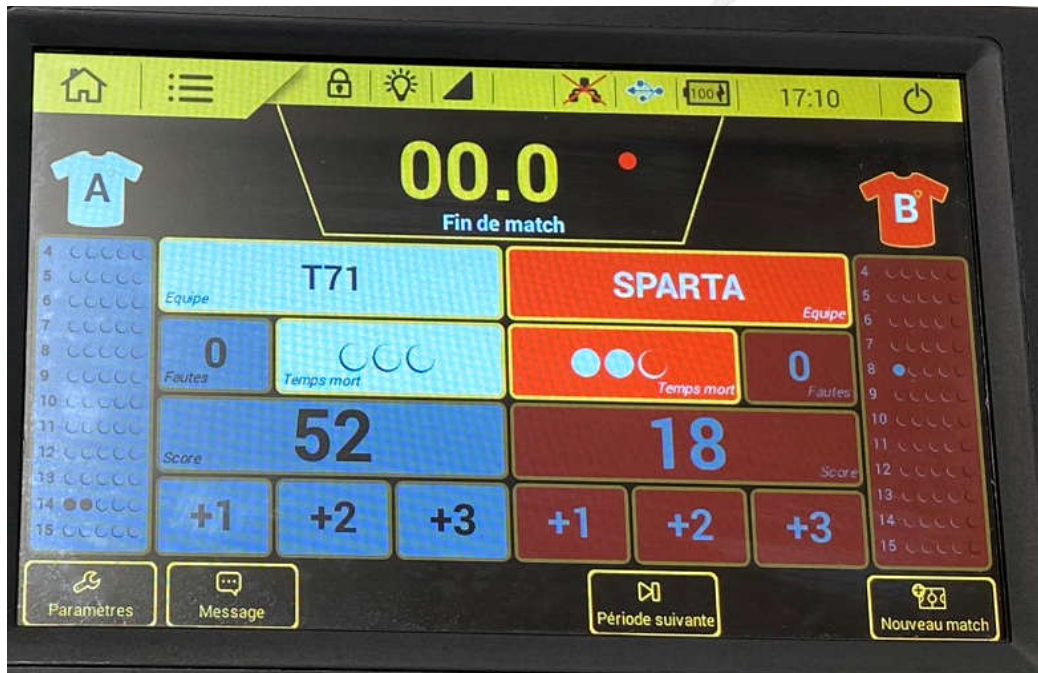 100
17:10
00.0
Fin de match
A
B
T71
Equipe
SPARTA
Equipe
0
Fautes
Temps mort
Temps mort
0
Fautes
52
Score
18
Score
+1
+2
+3
+1
+2
+3
4
5
6
7
8
9
10
11
12
13
14
15
4
5
6
7
8
9
10
11
12
13
14
15
Paramètres
Message
Période suivante
Nouveau match